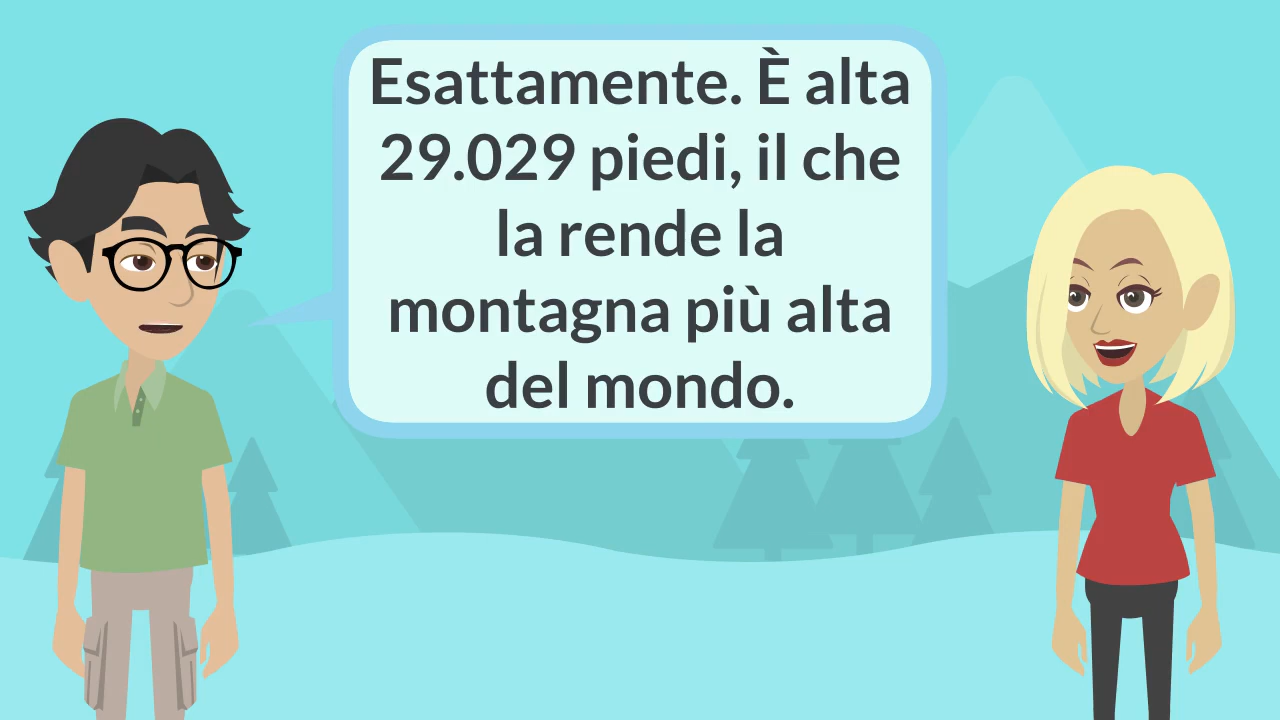 Esattamente. È alta
29.029 piedi, il che
la rende la
montagna più alta
del mondo.